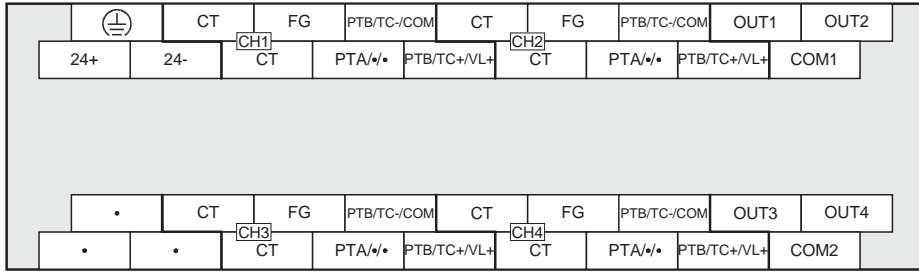 CT FG PTB/TC-/COM CT FG PTB/TC-/COM OUT1 OUT2
CH1 CH2
24+ 24- CT PTA/•/• PTB/TC+/VL+ CT PTA/•/• PTB/TC+/VL+ COM1
• CT FG PTB/TC-/COM CT FG PTB/TC-/COM OUT3 OUT4
CH3 CH4
• • CT PTA/•/• PTB/TC+/VL+ CT PTA/•/• PTB/TC+/VL+ COM2